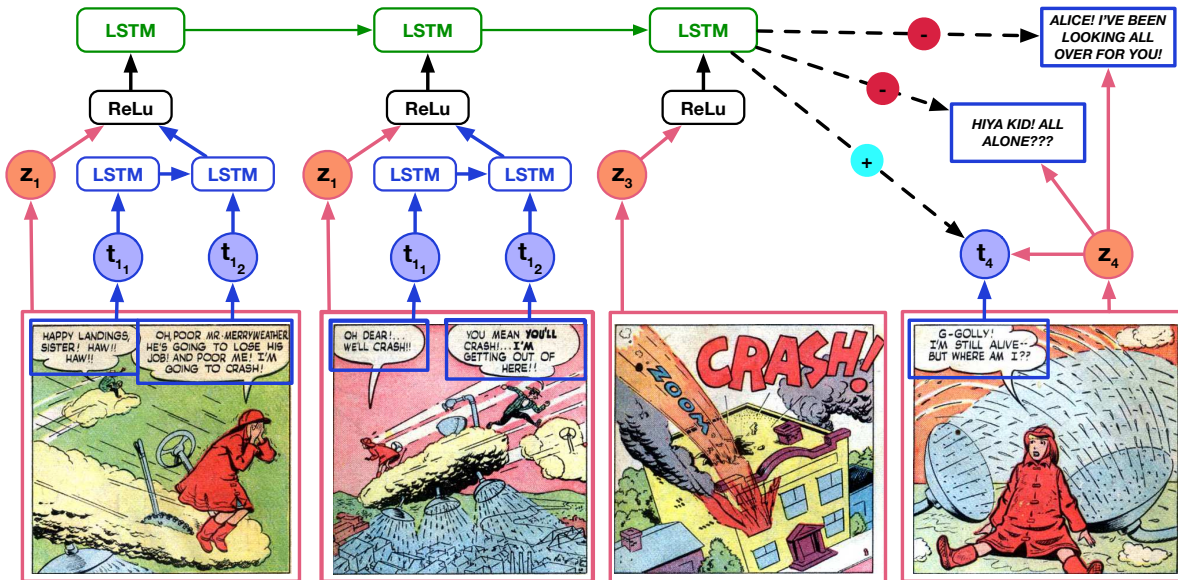 LSTM
LSTM
LSTM
-
-
+
ALICE! I'VE BEEN
LOOKING ALL
OVER FOR YOU!
HIYA KID! ALL
ALONE???
ReLu
ReLu
ReLu
z1
LSTM
LSTM
z1
LSTM
LSTM
z3
t11
t12
t11
t12
t4
z4
HAPPY LANDINGS,
SISTER! HAW!!
HAW!!
OH, POOR MR. MERRYWEATHER
HE'S GOING TO LOSE HIS
JOB! AND POOR ME! I'M
GOING TO CRASH!
OH DEAR!...
WE'LL CRASH!!
YOU MEAN YOU'LL
CRASH!...I'M
GETTING OUT OF
HERE!!
CRASH!
ZOOM
G-GOLLY!
I'M STILL ALIVE--
BUT WHERE AM I??